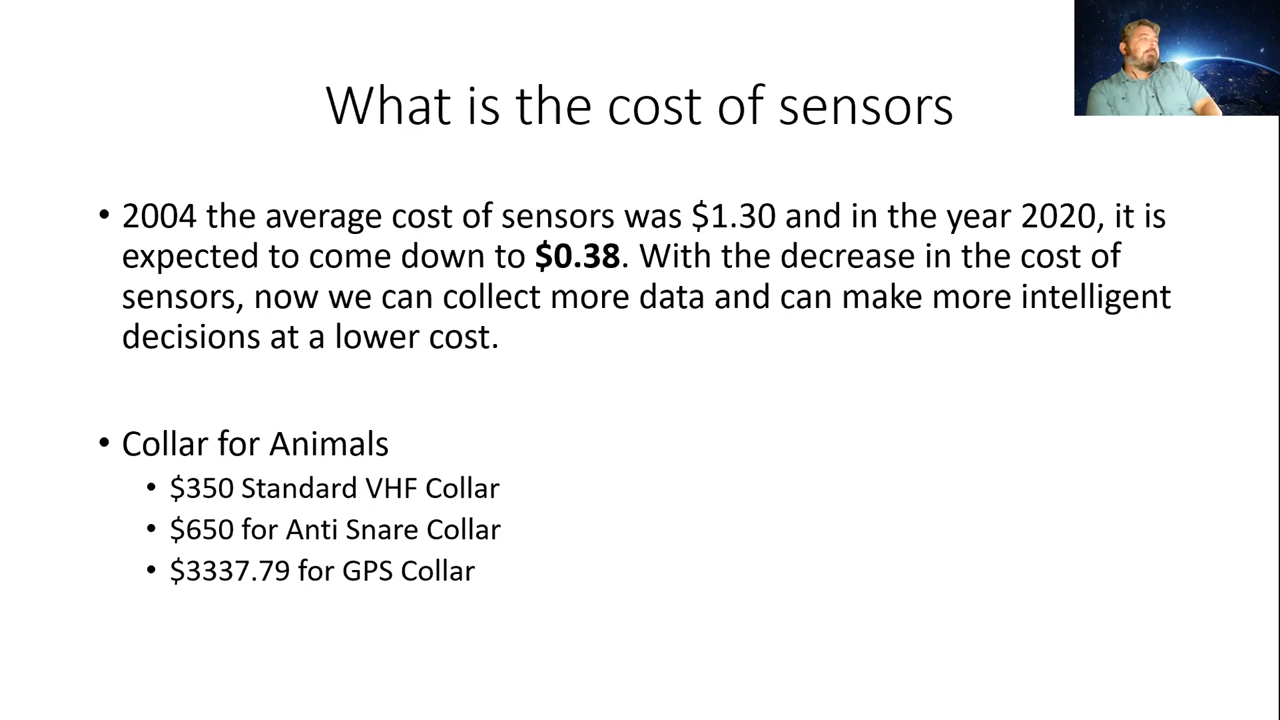 What is the cost of sensors
• 2004 the average cost of sensors was $1.30 and in the year 2020, it is
expected to come down to $0.38. With the decrease in the cost of
sensors, now we can collect more data and can make more intelligent
decisions at a lower cost.
• Collar for Animals
• $350 Standard VHF Collar
• $650 for Anti Snare Collar
• $3337.79 for GPS Collar